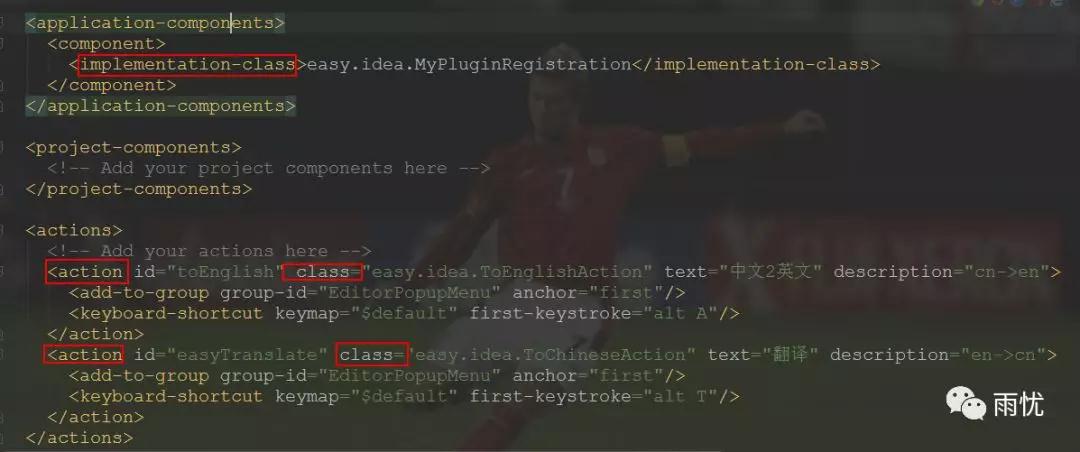 <application-components>
<component>
<implementation-class>easy.idea.MyPluginRegistration</implementation-class>
</component>
</application-components>
<project-components>
<!-- Add your project components here -->
</project-components>
<actions>
<!-- Add your actions here -->
<action id="toEnglish" class="easy.idea.ToEnglishAction" text="中文2英文" description="cn->en">
<add-to-group group-id="EditorPopupMenu" anchor="first"/>
<keyboard-shortcut keymap="$default" first-keystroke="alt A"/>
</action>
<action id="easyTranslate" class="easy.idea.ToChineseAction" text="翻译" description="en->cn">
<add-to-group group-id="EditorPopupMenu" anchor="first"/>
<keyboard-shortcut keymap="$default" first-keystroke="alt T"/>
</action>
</actions>
7
雨忧